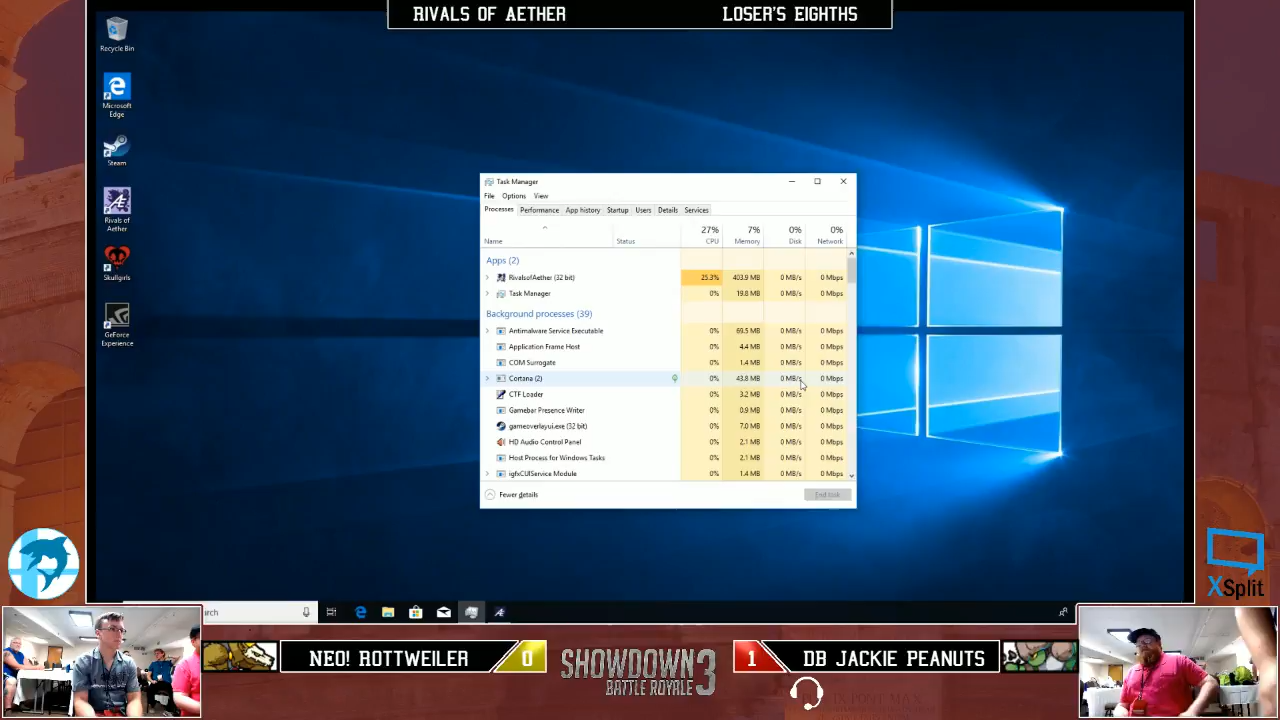 RIVALS OF AETHER
LOSER'S EIGHTHS
Recycle Bin
Microsoft
Edge
Steam
Rivals of
Aether
Skullgirls
GeForce
Experience
Task Manager
File Options View
Processes Performance App history Startup Users Details Services
27% 7% 0% 0%
Name Status CPU Memory Disk Network
Apps (2)
RivalsofAether (32 bit) 25.3% 403.9 MB 0 MB/s 0 Mbps
Task Manager 0% 19.8 MB 0 MB/s 0 Mbps
Background processes (39)
Antimalware Service Executable 0% 69.5 MB 0 MB/s 0 Mbps
Application Frame Host 0% 4.4 MB 0 MB/s 0 Mbps
COM Surrogate 0% 1.4 MB 0 MB/s 0 Mbps
Cortana (2) 0% 43.8 MB 0 MB/s 0 Mbps
CTF Loader 0% 3.2 MB 0 MB/s 0 Mbps
Gamebar Presence Writer 0% 0.9 MB 0 MB/s 0 Mbps
gameoverlayui.exe (32 bit) 0% 7.0 MB 0 MB/s 0 Mbps
HD Audio Control Panel 0% 2.1 MB 0 MB/s 0 Mbps
Host Process for Windows Tasks 0% 2.1 MB 0 MB/s 0 Mbps
igfxCUIService Module 0% 1.4 MB 0 MB/s 0 Mbps
Fewer details End task
XSplit
arch
NEO! ROTTWEILER 0
SHOWDOWN 3
BATTLE ROYALE
1 DB JACKIE PEANUTS